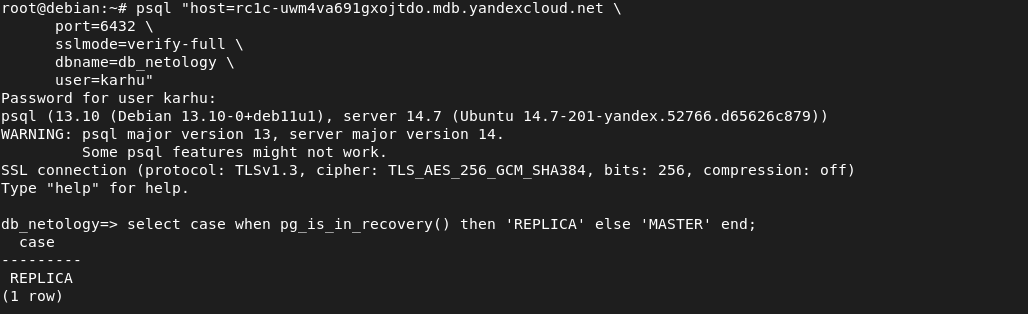 root@debian:~# psql "host=rc1c-uwm4va691gxojtdo.mdb.yandexcloud.net \
      port=6432 \
      sslmode=verify-full \
      dbname=db_netology \
      user=karhu"
Password for user karhu:
psql (13.10 (Debian 13.10-0+deb11u1), server 14.7 (Ubuntu 14.7-201-yandex.52766.d65626c879))
WARNING: psql major version 13, server major version 14.
         Some psql features might not work.
SSL connection (protocol: TLSv1.3, cipher: TLS_AES_256_GCM_SHA384, bits: 256, compression: off)
Type "help" for help.

db_netology=> select case when pg_is_in_recovery() then 'REPLICA' else 'MASTER' end;
  case
---------
 REPLICA
(1 row)